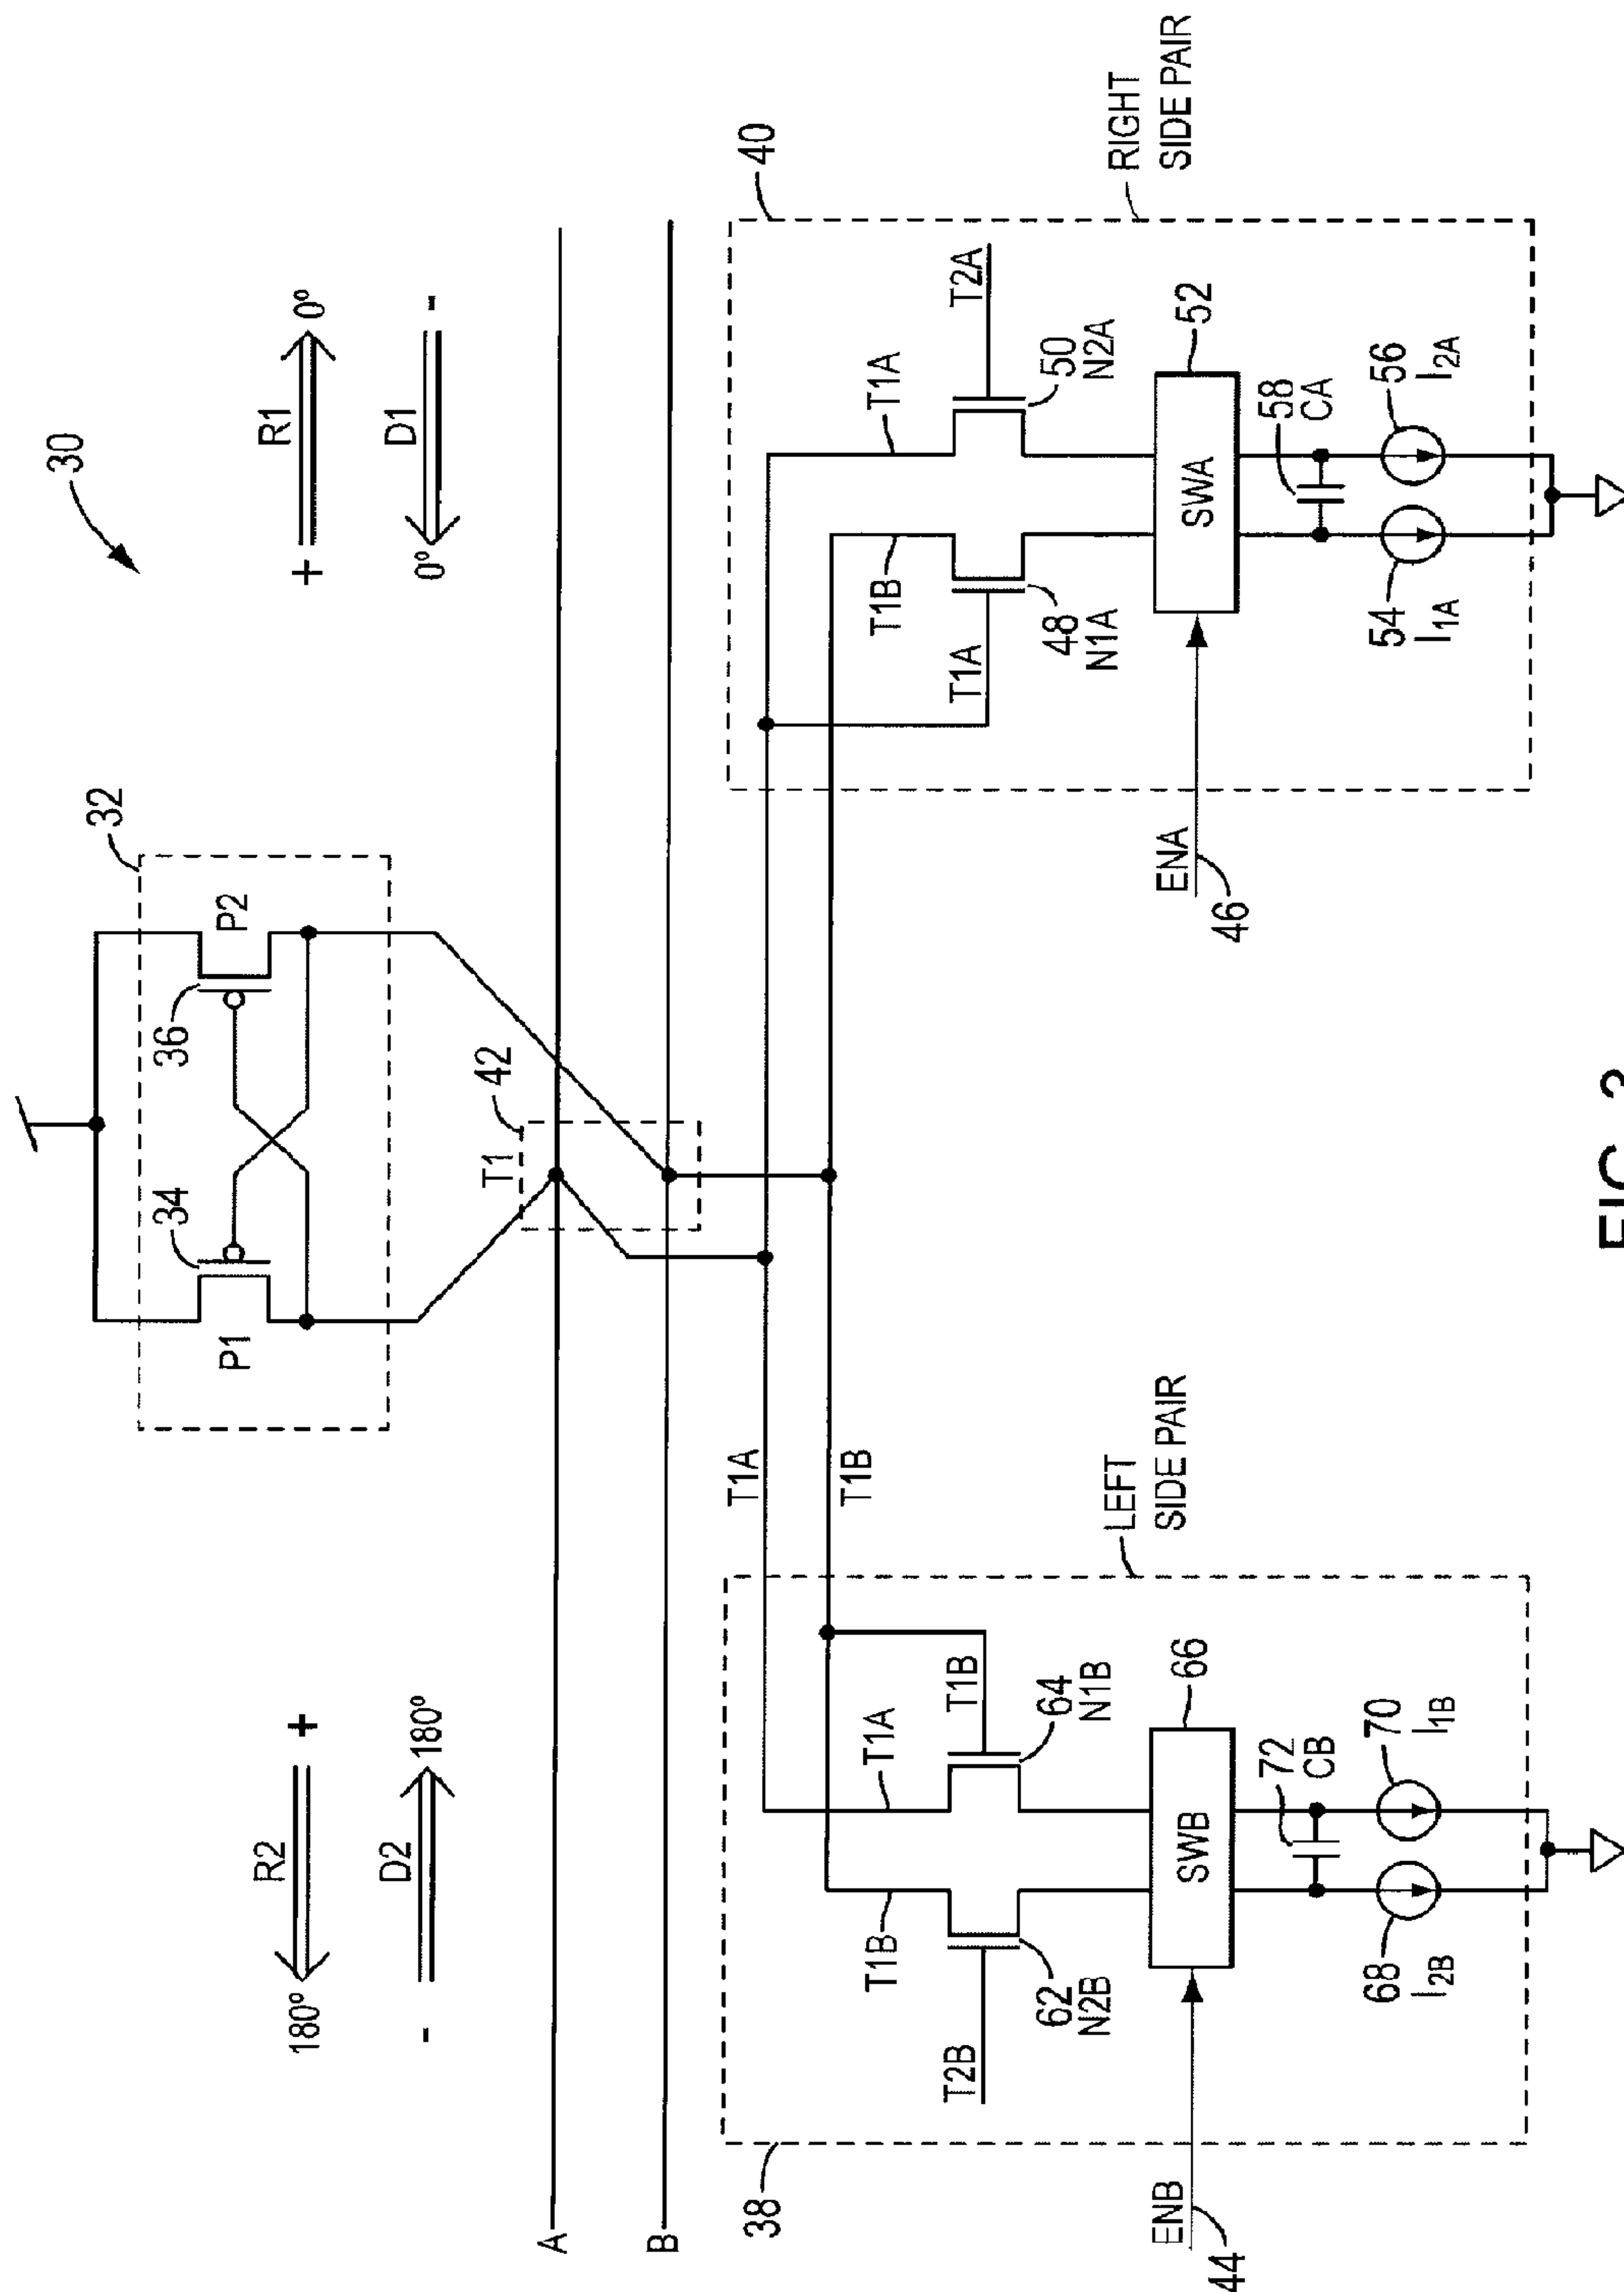 30
32
34
36
P1
P2
R2
180°
+
D2
-
180°
R1
+
0°
D1
0°
-
T1
42
A
B
T1A
T1B
LEFT
SIDE PAIR
38
T1B
T1A
T1B
T2B
62
N2B
64
N1B
ENB
44
SWB
66
72
CB
68
I2B
70
I1B
RIGHT
SIDE PAIR
40
T1A
T1B
T1A
T2A
48
N1A
50
N2A
ENA
46
SWA
52
58
CA
54
I1A
56
I2A